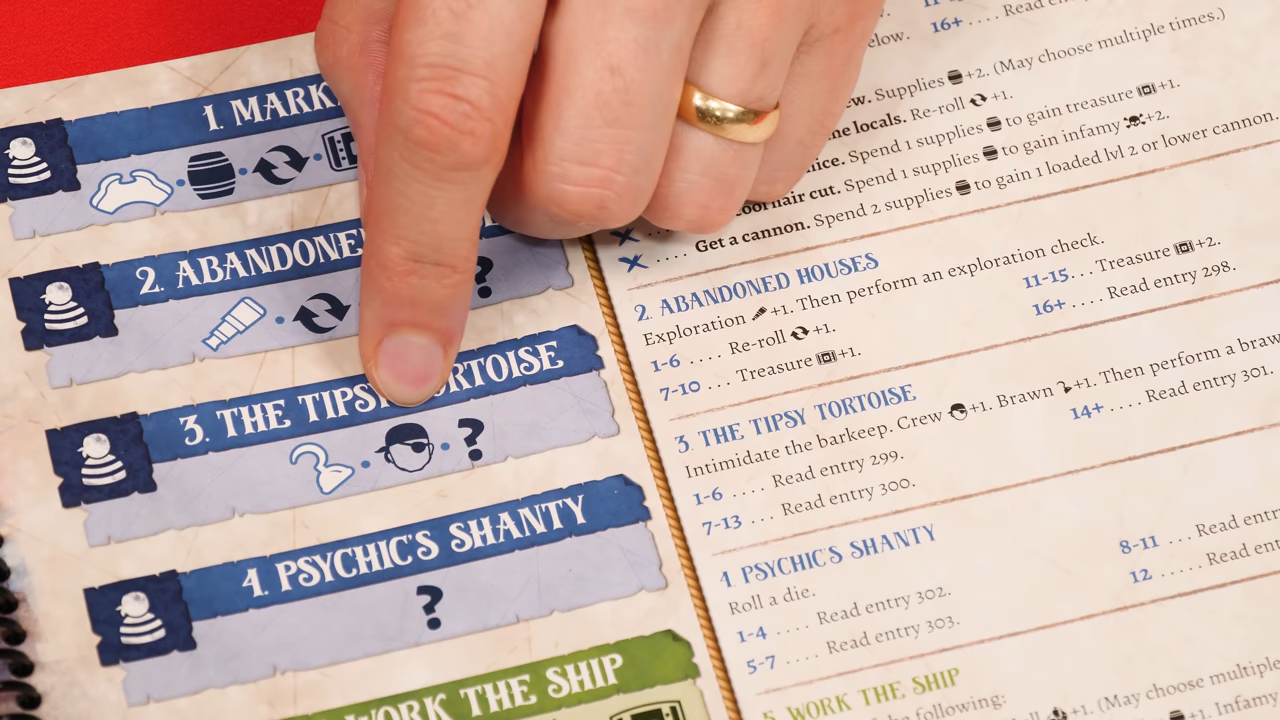 1. MARK
2. ABANDONE
?
3. THE TIPSY TORTOISE
?
4. PSYCHIC'S SHANTY
?
WORK THE SHIP
16+ .... Read
elow.
ew. Supplies +2. (May choose multiple times.)
he locals. Re-roll +1.
Spend 1 supplies to gain treasure +1.
cool hair cut. Spend 1 supplies to gain infamy +2.
X ..... Get a cannon. Spend 2 supplies to gain 1 loaded lvl 2 or lower cannon.
2. ABANDONED HOUSES
Exploration +1. Then perform an exploration check.
1-6 ..... Re-roll +1.
7-10 ... Treasure +1.
11-15 ... Treasure +2.
16+ .... Read entry 298.
3. THE TIPSY TORTOISE
Intimidate the barkeep. Crew +1. Brawn +1. Then perform a braw
1-6 ..... Read entry 299.
7-13 ... Read entry 300.
14+ .... Read entry 301.
4. PSYCHIC'S SHANTY
Roll a die.
1-4 .... Read entry 302.
5-7 ..... Read entry 303.
8-11 ... Read entr
12 ...... Read ent
5. WORK THE SHIP
the following:
+1. (May choose multiple
+1. Infamy